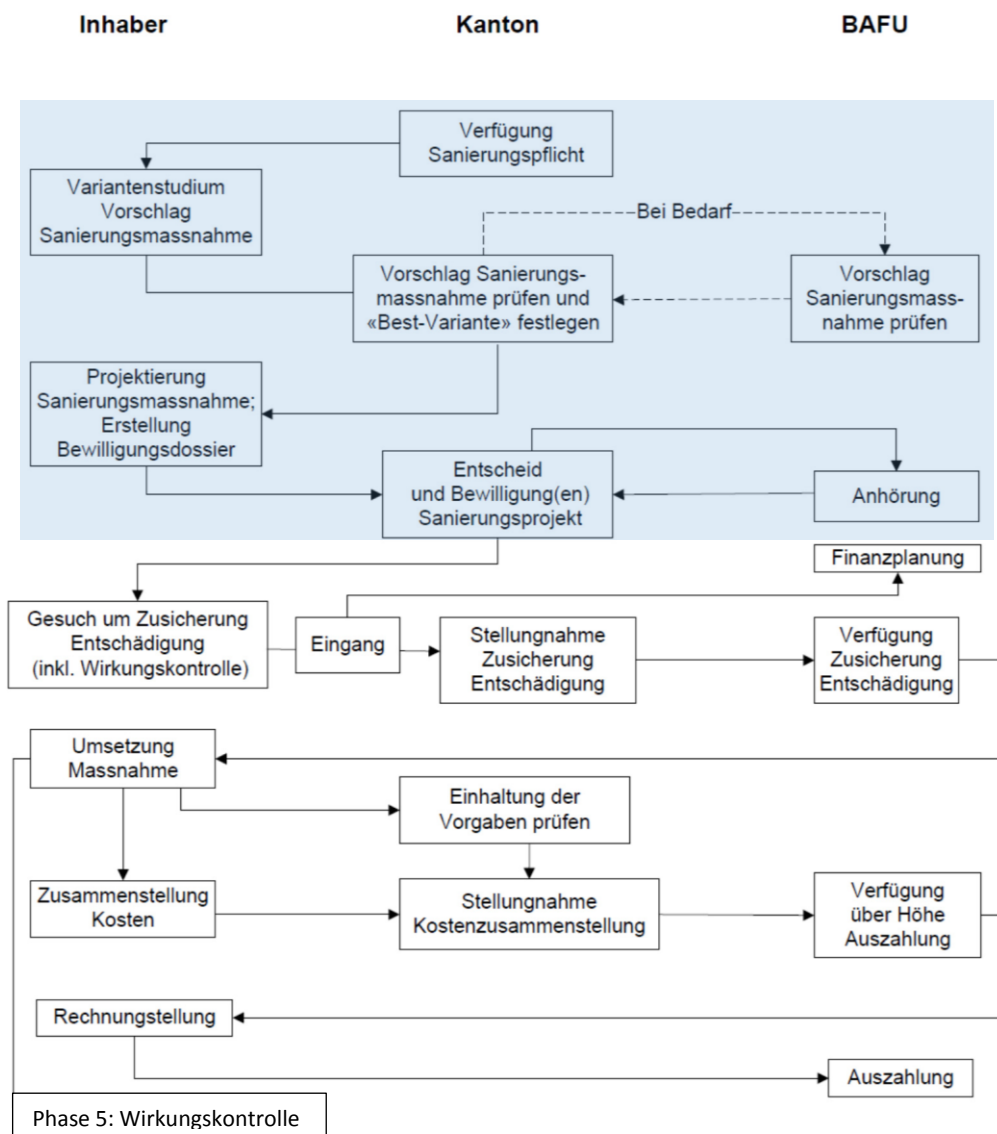 Inhaber
Kanton
BAFU
Verfügung
Sanierungspflicht
Variantenstudium
Vorschlag
Sanierungsmassnahme
Bei Bedarf
Vorschlag Sanierungs-
massnahme prüfen und
«Best-Variante» festlegen
Vorschlag
Sanierungsmass-
nahme prüfen
Projektierung
Sanierungsmassnahme;
Erstellung
Bewilligungsdossier
Entscheid
und Bewilligung(en)
Sanierungsprojekt
Anhörung
Finanzplanung
Gesuch um Zusicherung
Entschädigung
(inkl. Wirkungskontrolle)
Eingang
Stellungnahme
Zusicherung
Entschädigung
Verfügung
Zusicherung
Entschädigung
Umsetzung
Massnahme
Einhaltung der
Vorgaben prüfen
Zusammenstellung
Kosten
Stellungnahme
Kostenzusammenstellung
Verfügung
über Höhe
Auszahlung
Rechnungstellung
Auszahlung
Phase 5: Wirkungskontrolle